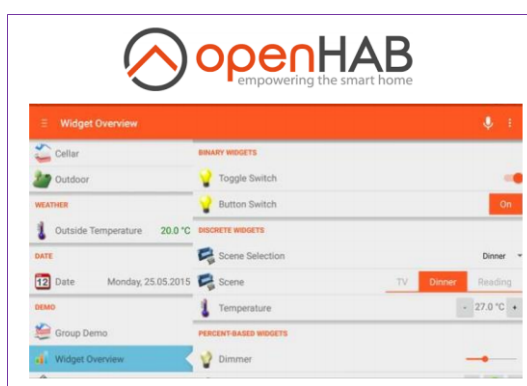 openHAB
empowering the smart home
Widget Overview
Cellar
Outdoor
WEATHER
Outside Temperature 20.0 °C
DATE
12 Date Monday, 25.05.2015
DEMO
Group Demo
Widget Overview
BINARY WIDGETS
Toggle Switch
Button Switch On
DISCRETE WIDGETS
Scene Selection Dinner
Scene TV Dinner Reading
Temperature - 27.0 °C +
PERCENT-BASED WIDGETS
Dimmer